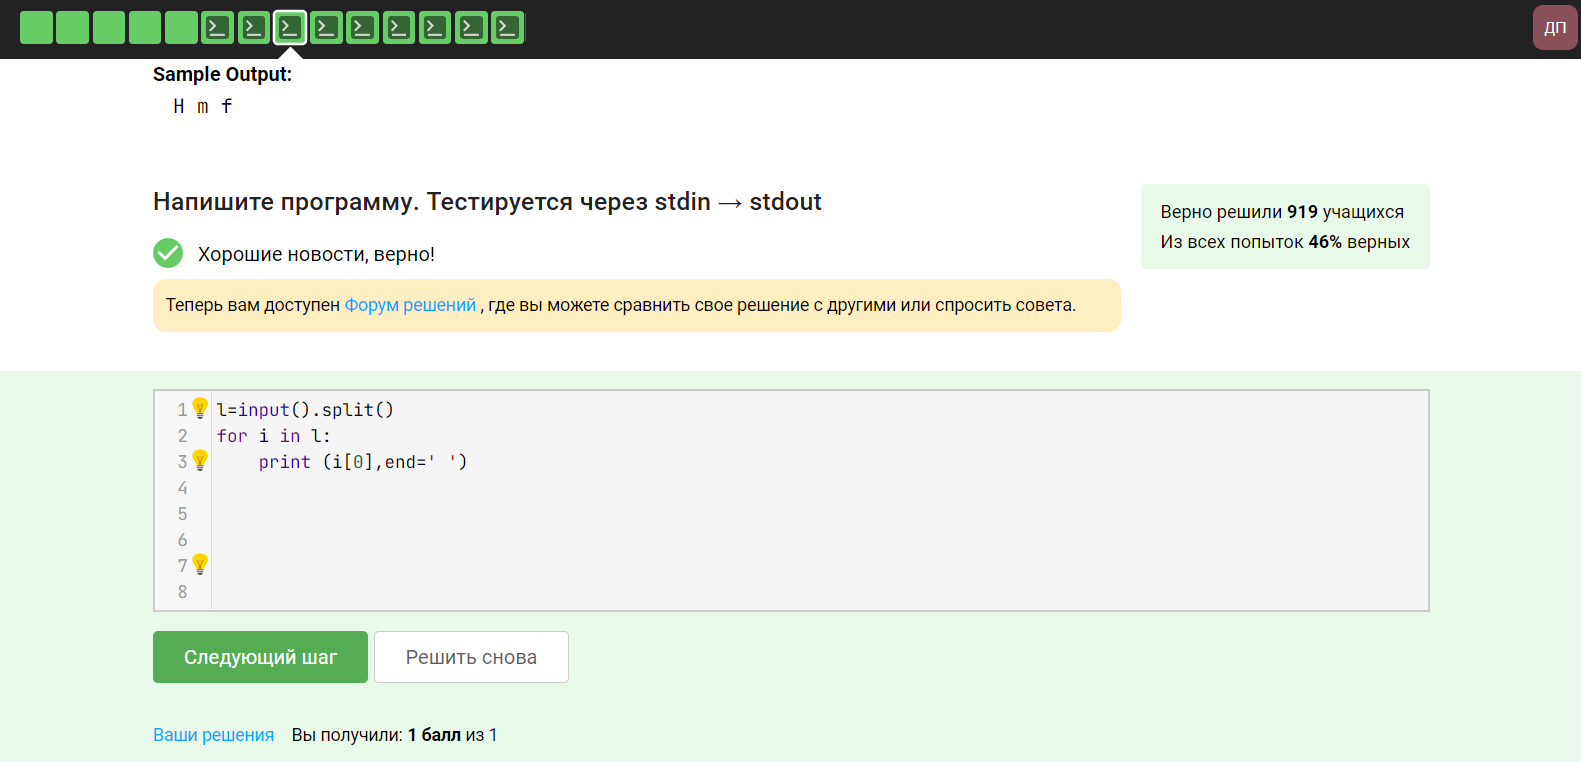 ДП
Sample Output:
H m f
Напишите программу. Тестируется через stdin → stdout
Верно решили 919 учащихся
Из всех попыток 46% верных
Хорошие новости, верно!
Теперь вам доступен Форум решений , где вы можете сравнить свое решение с другими или спросить совета.
1 l=input().split()
2 for i in l:
3     print (i[0],end=' ')
4
5
6
7
8
Следующий шаг Решить снова
Ваши решения Вы получили: 1 балл из 1